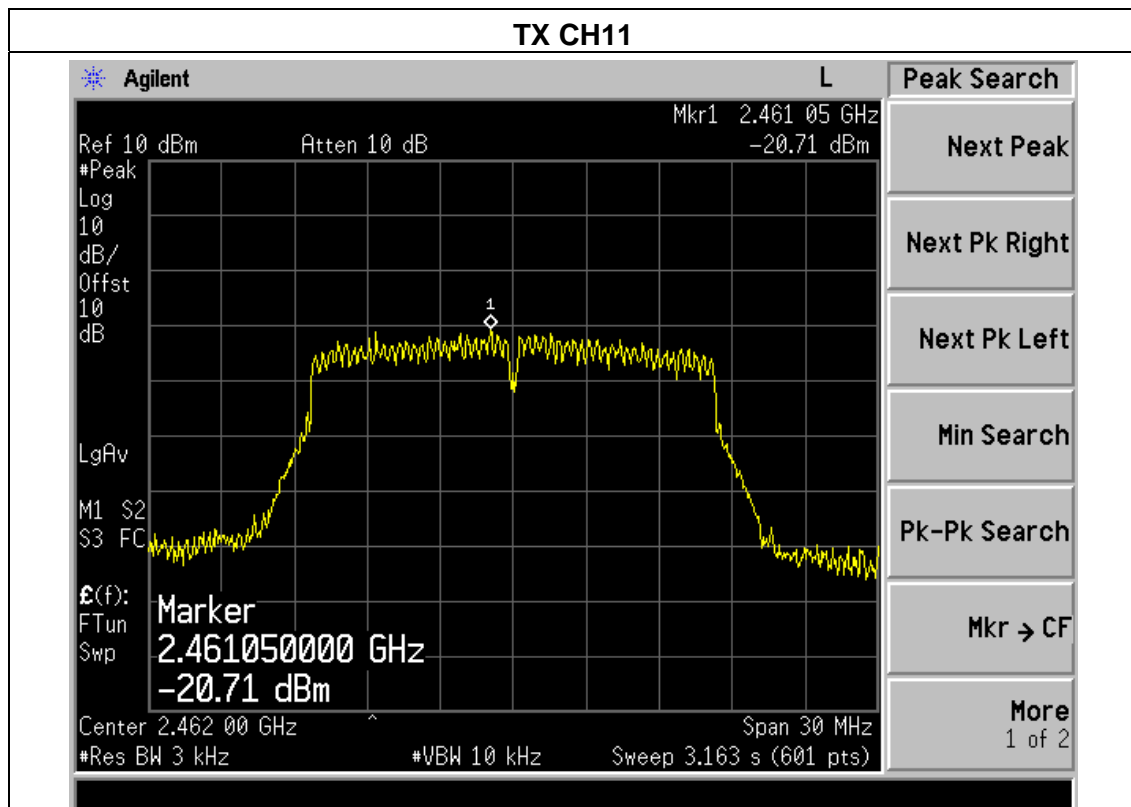 TX CH11
Agilent L Peak Search
Mkr1 2.461 05 GHz
Ref 10 dBm Atten 10 dB -20.71 dBm
#Peak
Log
10
dB/
Offst
10
dB
1
LgAv
M1 S2
S3 FC
£(f):
FTun
Swp
Marker
2.461050000 GHz
-20.71 dBm
Center 2.462 00 GHz ^ Span 30 MHz
#Res BW 3 kHz #VBW 10 kHz Sweep 3.163 s (601 pts)
Next Peak
Next Pk Right
Next Pk Left
Min Search
Pk-Pk Search
Mkr → CF
More
1 of 2